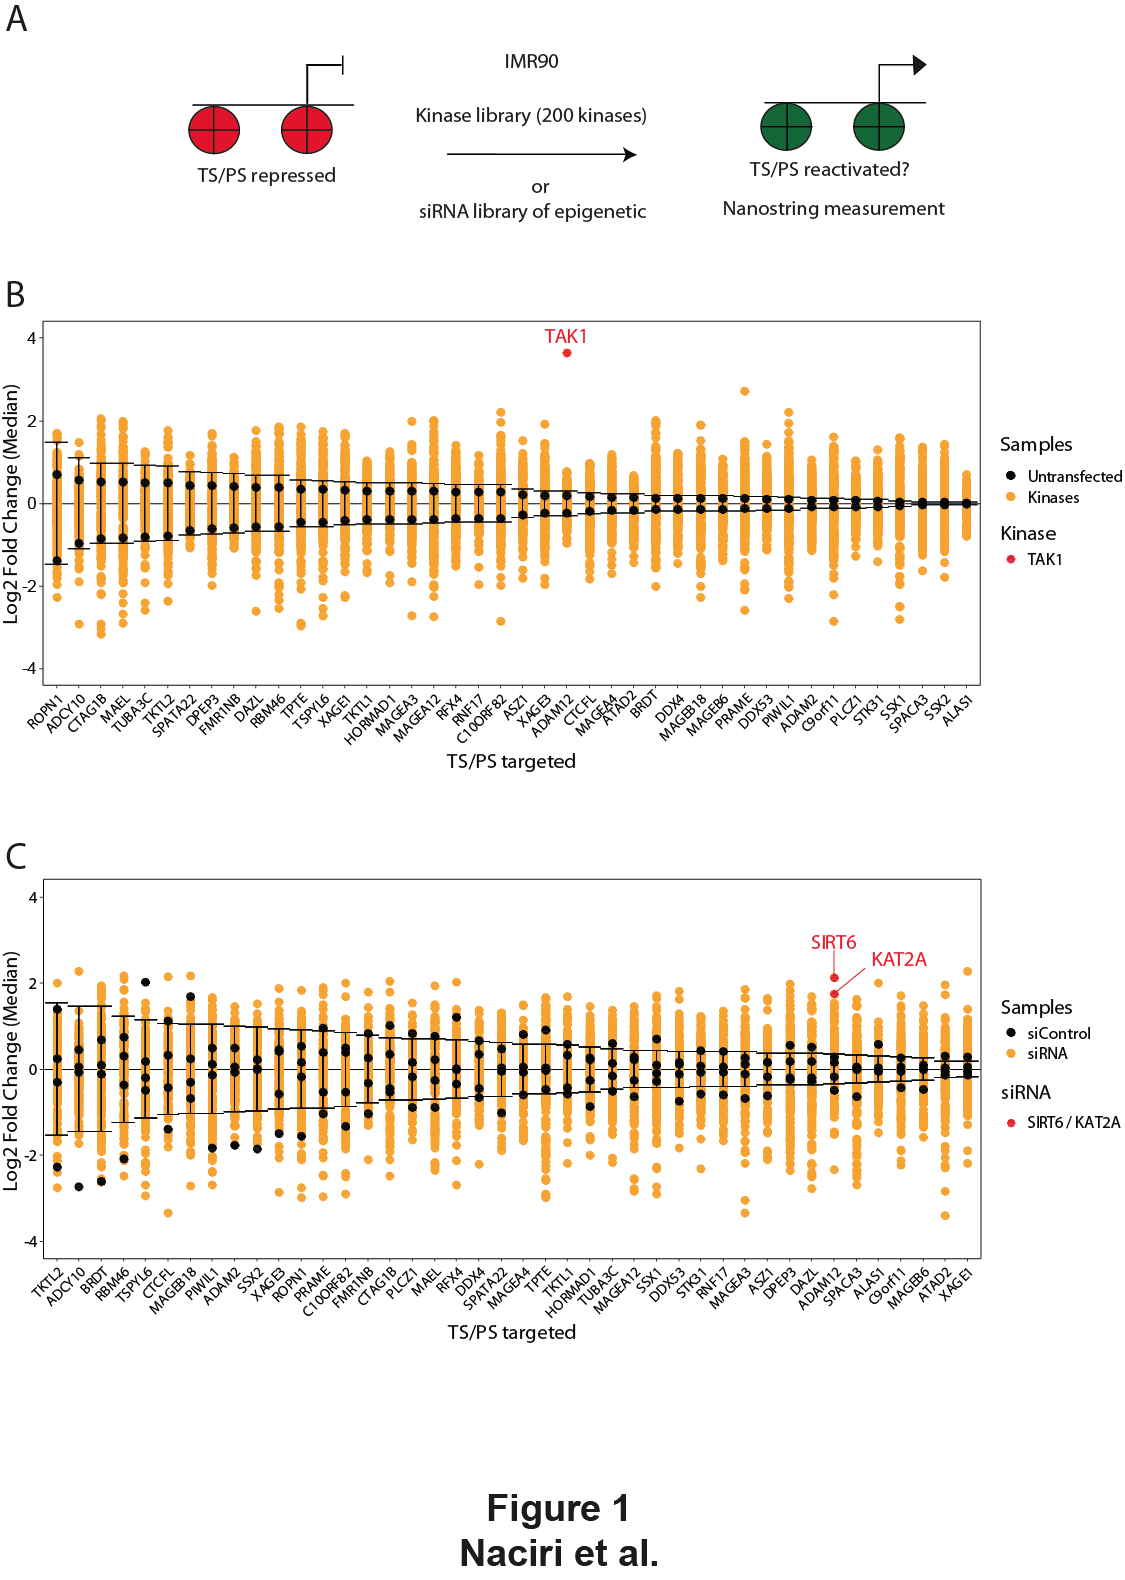 A
IMR90
Kinase library (200 kinases)
or
siRNA library of epigenetic
TS/PS repressed
TS/PS reactivated?
Nanostring measurement
B
Log2 Fold Change (Median)
4
2
0
-2
-4
TAK1
ROPN1
ADCY10
CTAG1B
MAEL
TUBA3C
TKTL2
SPATA22
DPEP3
FMR1NB
DAZL
RBM46
TPTE
TSPYL6
XAGE1
TKTL1
HORMAD1
MAGEA3
MAGEA12
RFX4
RNF17
C10ORF82
ASZ1
XAGE3
ADAM12
CTCFL
MAGEA4
ATAD2
BRDT
DDX4
MAGEB18
MAGEB6
PRAME
DDX53
PIWIL1
ADAM2
C9orf11
PLCZ1
STK31
SSX1
SPACA3
SSX2
ALAS1
TS/PS targeted
Samples
Untransfected
Kinases
Kinase
TAK1
C
Log2 Fold Change (Median)
4
2
0
-2
-4
SIRT6
KAT2A
TKTL2
ADCY10
BRDT
RBM46
TSPYL6
CTCFL
MAGEB18
PIWIL1
ADAM2
SSX2
XAGE3
ROPN1
PRAME
C10ORF82
FMR1NB
CTAG1B
PLCZ1
MAEL
RFX4
DDX4
SPATA22
MAGEA4
TPTE
TKTL1
HORMAD1
TUBA3C
MAGEA12
SSX1
DDX53
STK31
RNF17
MAGEA3
ASZ1
DPEP3
DAZL
ADAM12
SPACA3
ALAS1
C9orf11
MAGEB6
ATAD2
XAGE1
TS/PS targeted
Samples
siControl
siRNA
siRNA
SIRT6 / KAT2A
Figure 1
Naciri et al.